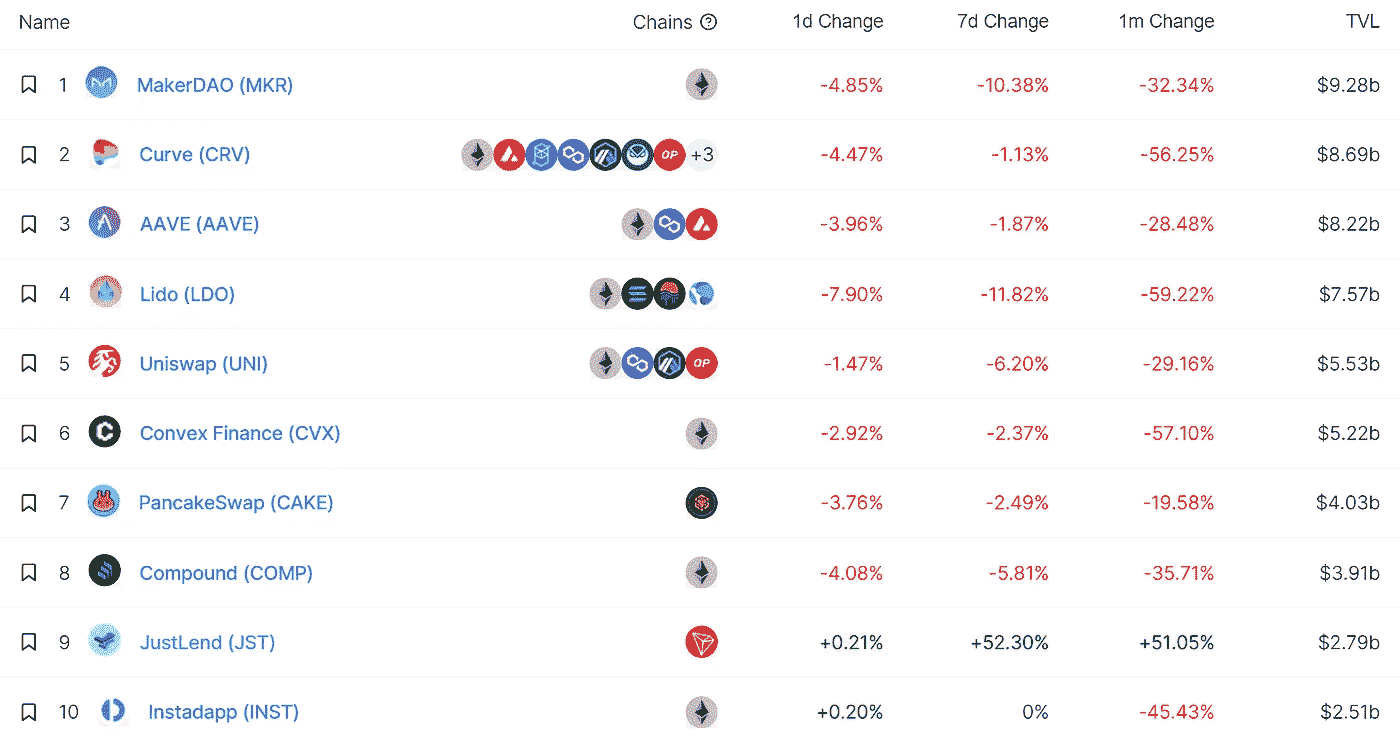 Name Chains ? 1d Change 7d Change 1m Change TVL
1 MakerDAO (MKR) -4.85% -10.38% -32.34% $9.28b
2 Curve (CRV) OP +3 -4.47% -1.13% -56.25% $8.69b
3 AAVE (AAVE) -3.96% -1.87% -28.48% $8.22b
4 Lido (LDO) -7.90% -11.82% -59.22% $7.57b
5 Uniswap (UNI) OP -1.47% -6.20% -29.16% $5.53b
6 Convex Finance (CVX) -2.92% -2.37% -57.10% $5.22b
7 PancakeSwap (CAKE) -3.76% -2.49% -19.58% $4.03b
8 Compound (COMP) -4.08% -5.81% -35.71% $3.91b
9 JustLend (JST) +0.21% +52.30% +51.05% $2.79b
10 Instadapp (INST) +0.20% 0% -45.43% $2.51b